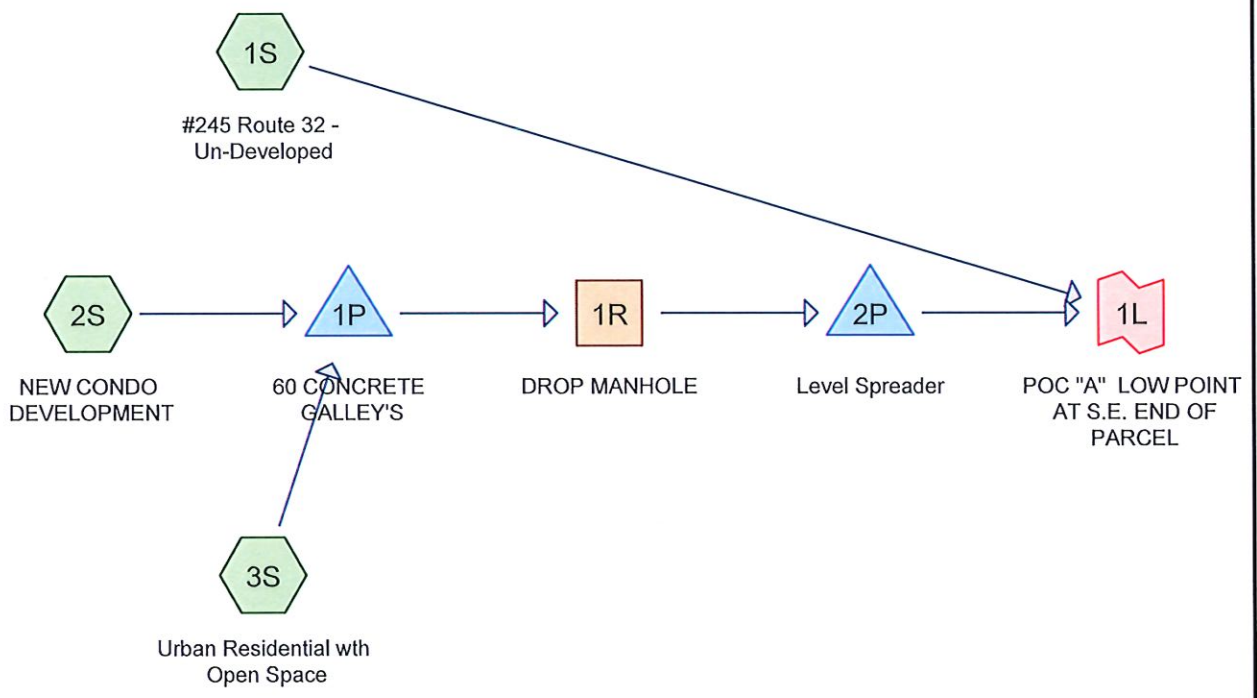 1S
#245 Route 32 -
Un-Developed
2S
1P
1R
2P
1L
NEW CONDO
DEVELOPMENT
60 CONCRETE
GALLEY'S
DROP MANHOLE
Level Spreader
POC "A" LOW POINT
AT S.E. END OF
PARCEL
3S
Urban Residential wth
Open Space